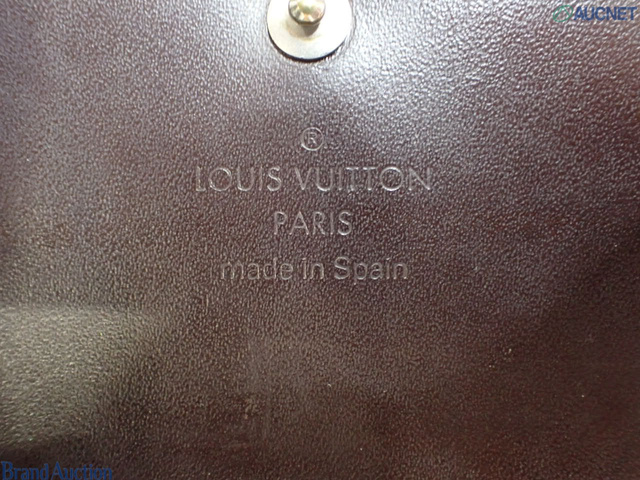 AUCNET
®
LOUIS VUITTON
PARIS
made in Spain
Brand Auction